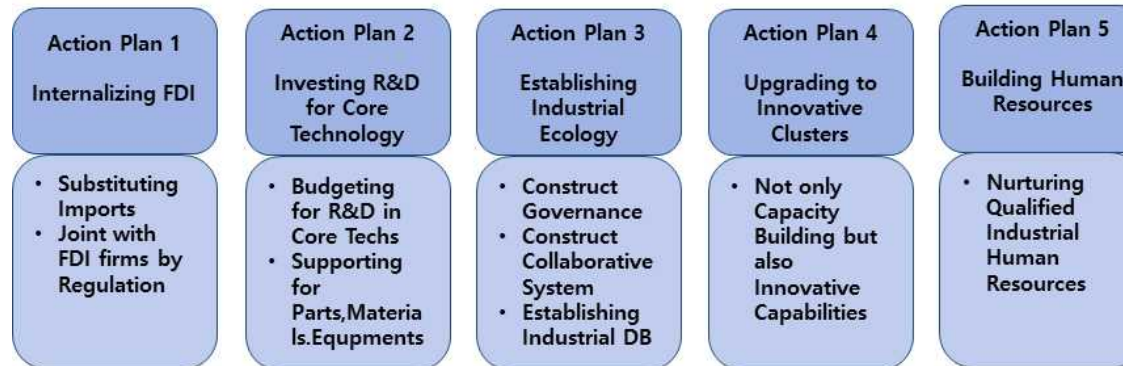 Action Plan 1
Internalizing FDI
• Substituting
Imports
• Joint with
FDI firms by
Regulation
Action Plan 2
Investing R&D
for Core
Technology
• Budgeting
for R&D in
Core Techs
• Supporting
for
Parts,Materia
ls.Equpments
Action Plan 3
Establishing
Industrial
Ecology
• Construct
Governance
• Construct
Collaborative
System
• Establishing
Industrial DB
Action Plan 4
Upgrading to
Innovative
Clusters
• Not only
Capacity
Building but
also
Innovative
Capabilities
Action Plan 5
Building Human
Resources
• Nurturing
Qualified
Industrial
Human
Resources